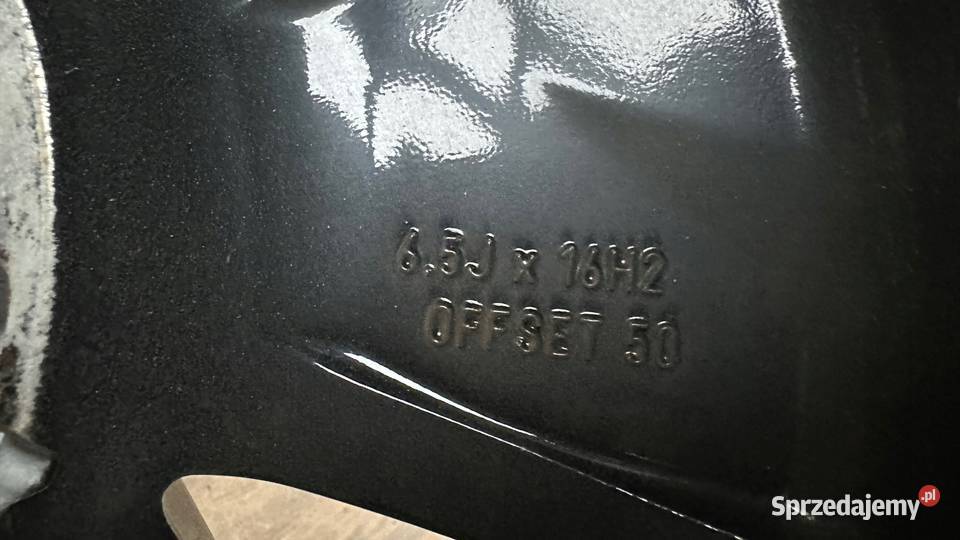 6.5J x 16H2
OFFSET 50
Sprzedajemy.pl